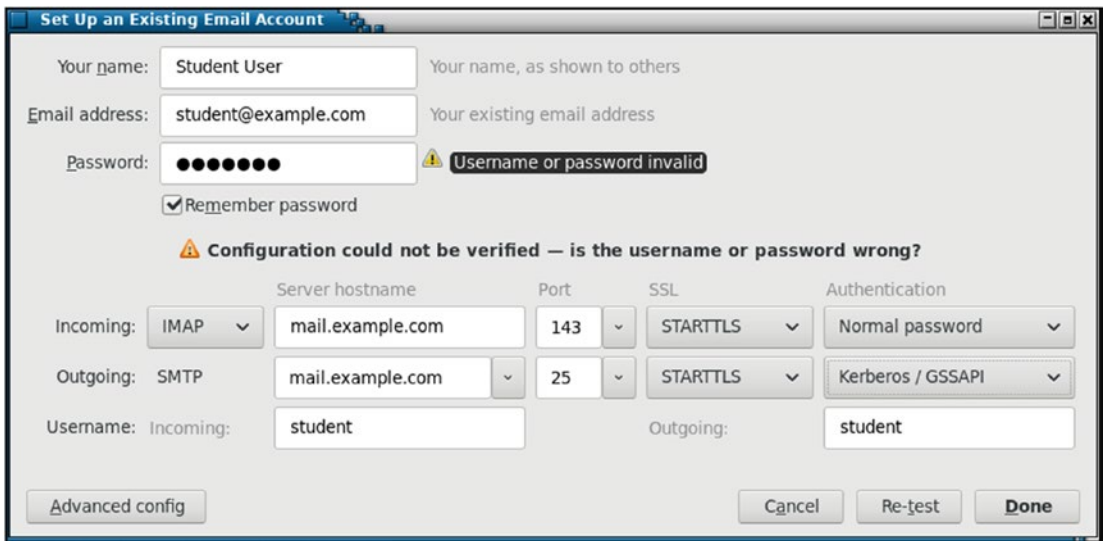 Set Up an Existing Email Account
Your name: Student User Your name, as shown to others
Email address: student@example.com Your existing email address
Password: ●●●●●●● Username or password invalid
Remember password
Configuration could not be verified — is the username or password wrong?
Server hostname Port SSL Authentication
Incoming: IMAP mail.example.com 143 STARTTLS Normal password
Outgoing: SMTP mail.example.com 25 STARTTLS Kerberos / GSSAPI
Username: Incoming: student Outgoing: student
Advanced config Cancel Re-test Done